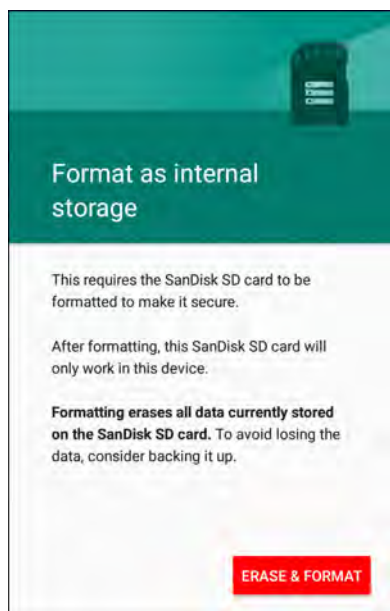 Format as internal
storage
This requires the SanDisk SD card to be
formatted to make it secure.
After formatting, this SanDisk SD card will
only work in this device.
Formatting erases all data currently stored
on the SanDisk SD card. To avoid losing the
data, consider backing it up.
ERASE & FORMAT